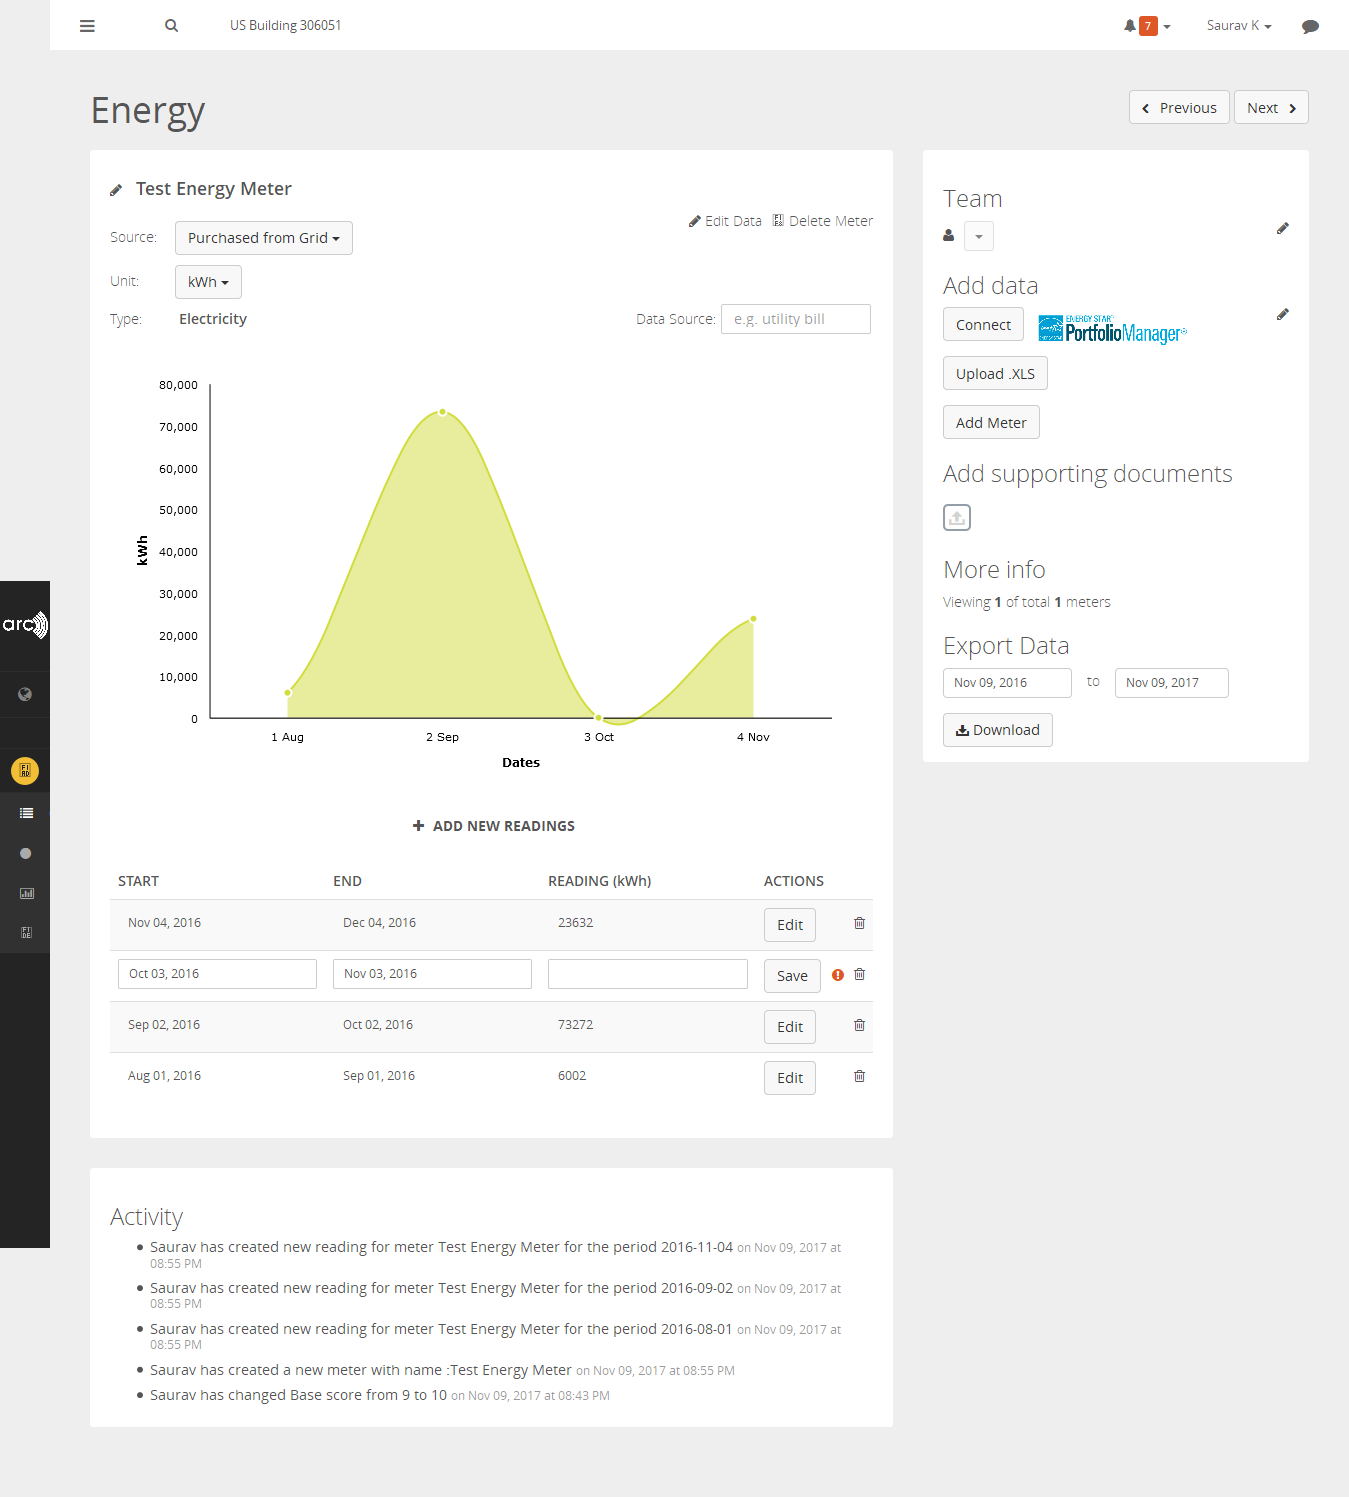 US Building 306051
7
Saurav K
Energy
Previous
Next
Test Energy Meter
Edit Data
Delete Meter
Source:
Purchased from Grid
Unit:
kWh
Type:
Electricity
Data Source:
e.g. utility bill
80,000
70,000
60,000
50,000
40,000
30,000
20,000
10,000
0
kWh
1 Aug
2 Sep
3 Oct
4 Nov
Dates
ADD NEW READINGS
START END READING (kWh) ACTIONS
Nov 04, 2016 Dec 04, 2016 23632 Edit
Oct 03, 2016 Nov 03, 2016 Save
Sep 02, 2016 Oct 02, 2016 73272 Edit
Aug 01, 2016 Sep 01, 2016 6002 Edit
Activity
Saurav has created new reading for meter Test Energy Meter for the period 2016-11-04 on Nov 09, 2017 at
08:55 PM
Saurav has created new reading for meter Test Energy Meter for the period 2016-09-02 on Nov 09, 2017 at
08:55 PM
Saurav has created new reading for meter Test Energy Meter for the period 2016-08-01 on Nov 09, 2017 at
08:55 PM
Saurav has created a new meter with name :Test Energy Meter on Nov 09, 2017 at 08:55 PM
Saurav has changed Base score from 9 to 10 on Nov 09, 2017 at 08:43 PM
Team
Add data
Connect
ENERGY STAR
PortfolioManager
Upload .XLS
Add Meter
Add supporting documents
More info
Viewing 1 of total 1 meters
Export Data
Nov 09, 2016 to Nov 09, 2017
Download
arc